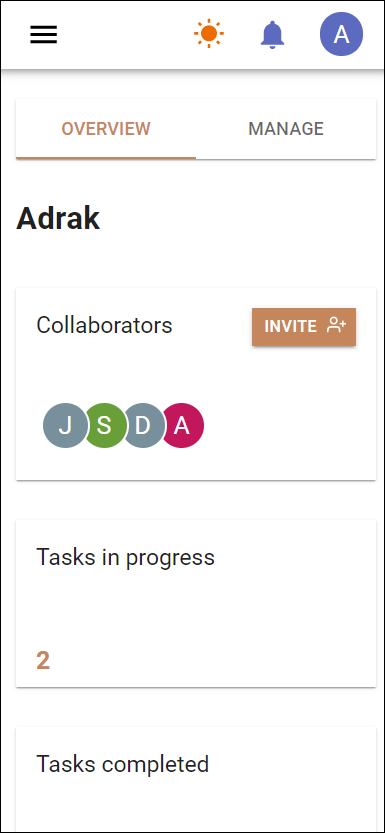 A
OVERVIEW MANAGE
Adrak
Collaborators INVITE
J S D A
Tasks in progress
2
Tasks completed